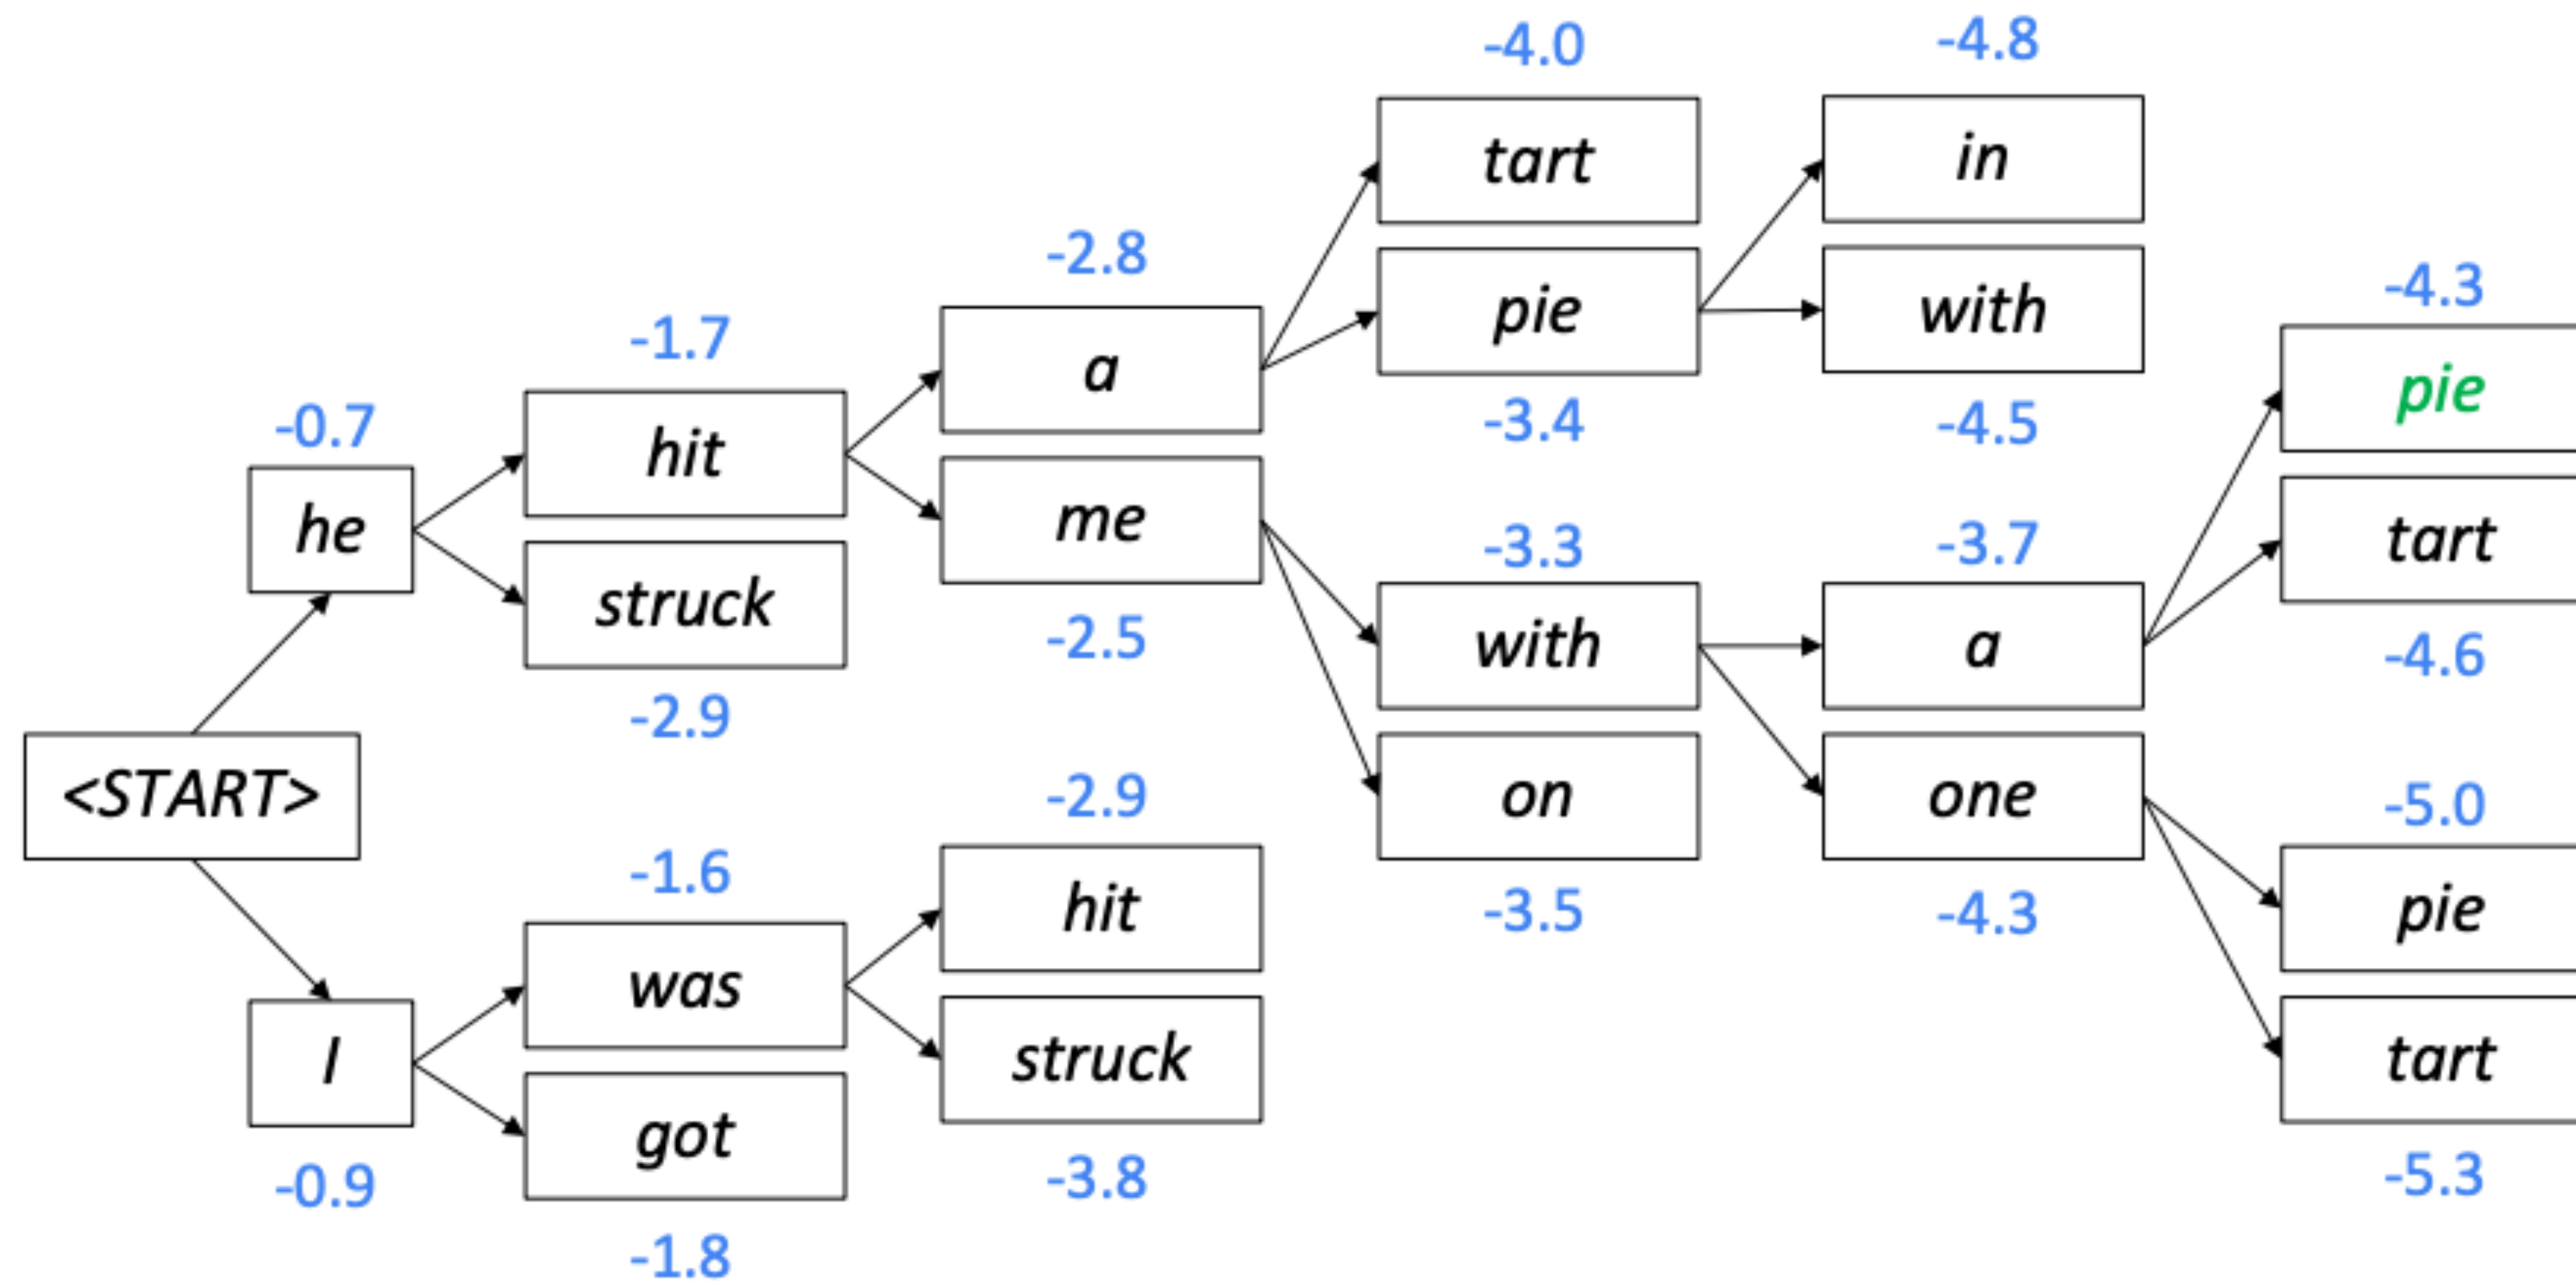 <START>
-0.7
he
I
-0.9
-1.7
hit
struck
-2.9
-1.6
was
got
-1.8
-2.8
a
me
-2.5
-2.9
hit
struck
-3.8
-4.0
tart
pie
-3.4
-3.3
with
on
-3.5
-4.8
in
with
-4.5
-3.7
a
one
-4.3
-4.3
pie
tart
-4.6
-5.0
pie
tart
-5.3